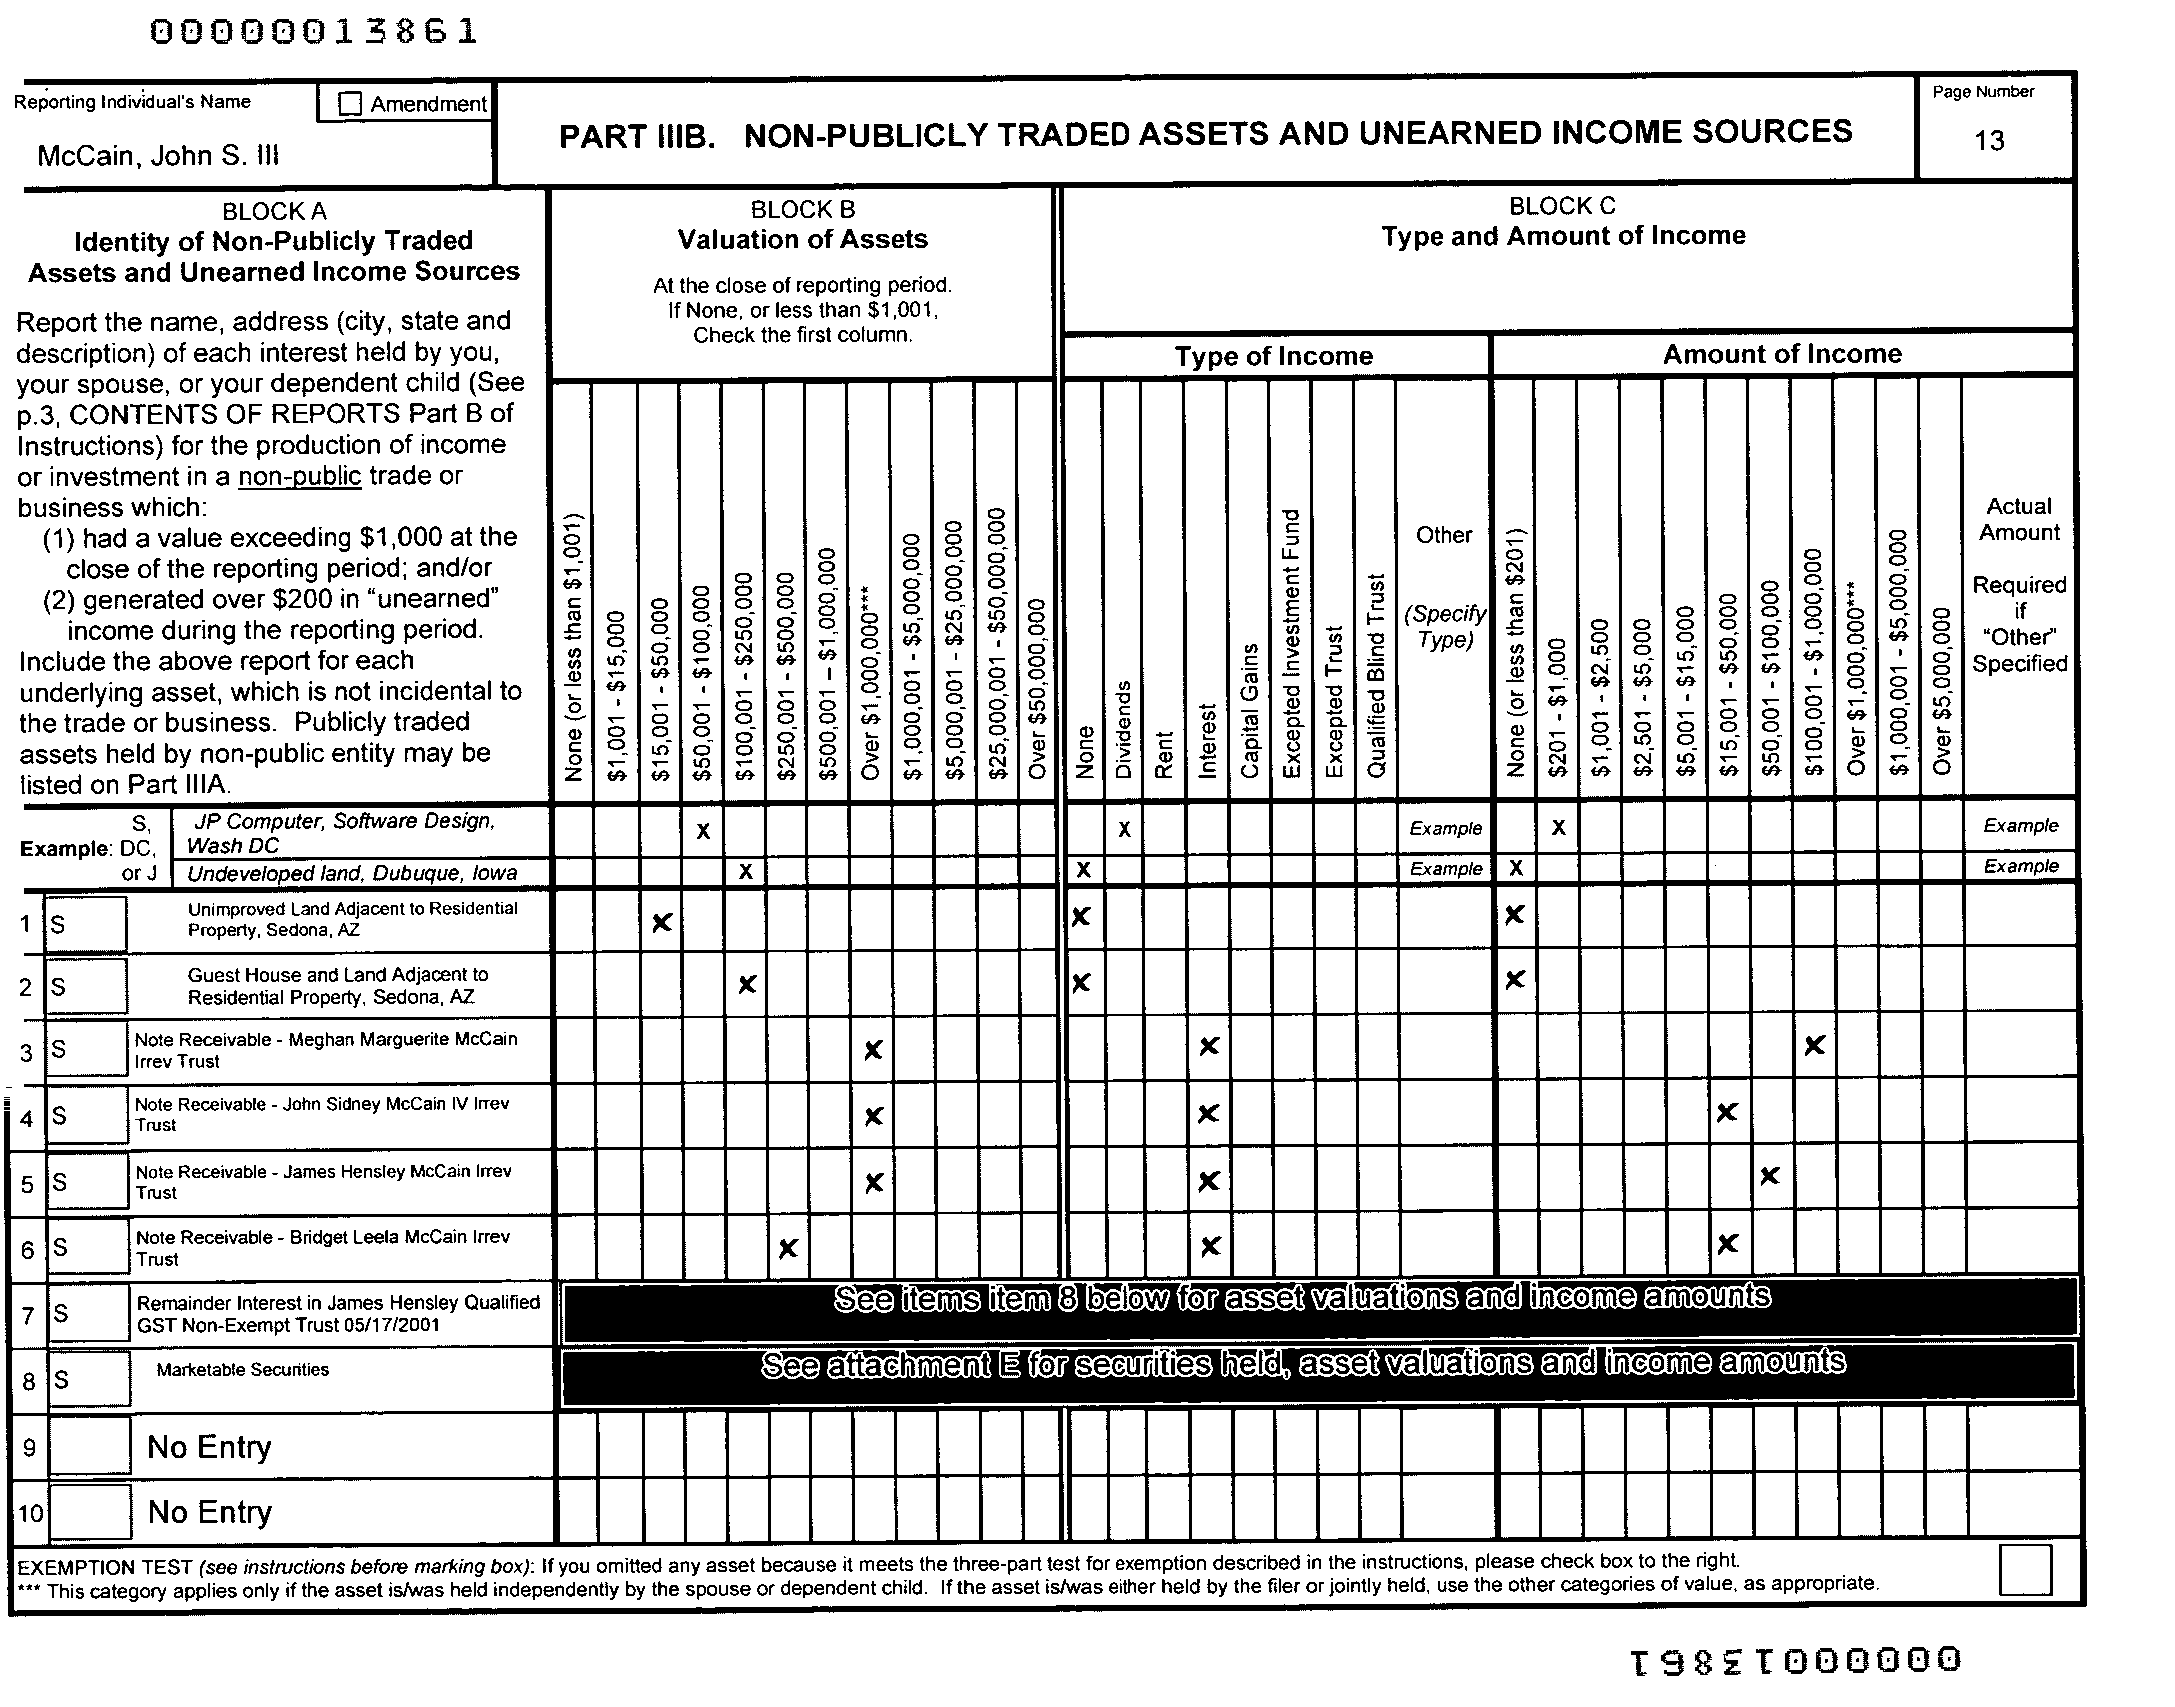 00000013861
Reporting Individual's Name
☐ Amendment
McCain, John S. III
PART IIIB. NON-PUBLICLY TRADED ASSETS AND UNEARNED INCOME SOURCES
Page Number
13
BLOCK A
Identity of Non-Publicly Traded
Assets and Unearned Income Sources
Report the name, address (city, state and
description) of each interest held by you,
your spouse, or your dependent child (See
p.3, CONTENTS OF REPORTS Part B of
Instructions) for the production of income
or investment in a non-public trade or
business which:
(1) had a value exceeding $1,000 at the
close of the reporting period; and/or
(2) generated over $200 in “unearned”
income during the reporting period.
Include the above report for each
underlying asset, which is not incidental to
the trade or business. Publicly traded
assets held by non-public entity may be
listed on Part IIIA.
BLOCK B
Valuation of Assets
At the close of reporting period.
If None, or less than $1,001,
Check the first column.
None (or less than $1,001)
$1,001 - $15,000
$15,001 - $50,000
$50,001 - $100,000
$100,001 - $250,000
$250,001 - $500,000
$500,001 – $1,000,000
Over $1,000,000***
$1,000,001 - $5,000,000
$5,000,001 - $25,000,000
$25,000,001 - $50,000,000
Over $50,000,000
BLOCK C
Type and Amount of Income
Type of Income
None
Dividends
Rent
Interest
Capital Gains
Excepted Investment Fund
Excepted Trust
Qualified Blind Trust
Other
(Specify
Type)
Amount of Income
None (or less than $201)
$201 - $1,000
$1,001 - $2,500
$2,501 - $5,000
$5,001 - $15,000
$15,001 - $50,000
$50,001 - $100,000
$100,001 - $1,000,000
Over $1,000,000***
$1,000,001 - $5,000,000
Over $5,000,000
Actual
Amount
Required
if
“Other”
Specified
Example:
S,
DC,
or J
JP Computer, Software Design,
Wash DC
X X Example X Example
Undeveloped land, Dubuque, Iowa X X Example X Example
1 S Unimproved Land Adjacent to Residential
Property, Sedona, AZ
X X X
2 S Guest House and Land Adjacent to
Residential Property, Sedona, AZ
X X X
3 S Note Receivable - Meghan Marguerite McCain
Irrev Trust
X X X
4 S Note Receivable - John Sidney McCain IV Irrev
Trust
X X X
5 S Note Receivable - James Hensley McCain Irrev
Trust
X X X
6 S Note Receivable - Bridget Leela McCain Irrev
Trust
X X X
7 S Remainder Interest in James Hensley Qualified
GST Non-Exempt Trust 05/17/2001
See items item 8 below for asset valuations and income amounts
8 S Marketable Securities
See attachment E for securities held, asset valuations and income amounts
9 No Entry
10 No Entry
EXEMPTION TEST (see instructions before marking box): If you omitted any asset because it meets the three-part test for exemption described in the instructions, please check box to the right.
*** This category applies only if the asset is/was held independently by the spouse or dependent child. If the asset is/was either held by the filer or jointly held, use the other categories of value, as appropriate.
00000013861